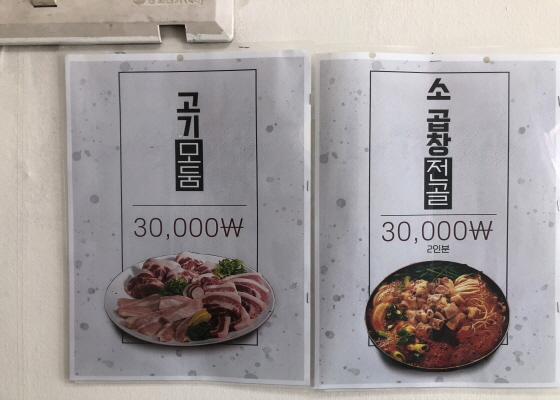 고기
모둠
30,000₩
소 곱창
전골
30,000₩
2인분